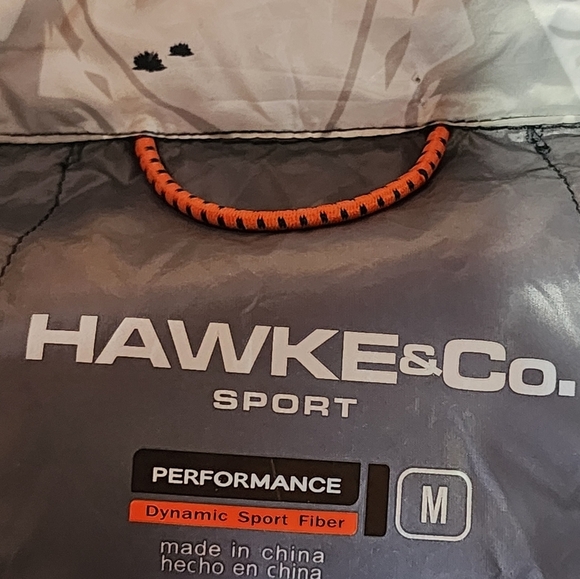 HAWKE&Co.
SPORT
PERFORMANCE
Dynamic Sport Fiber
M
made in china
hecho en china